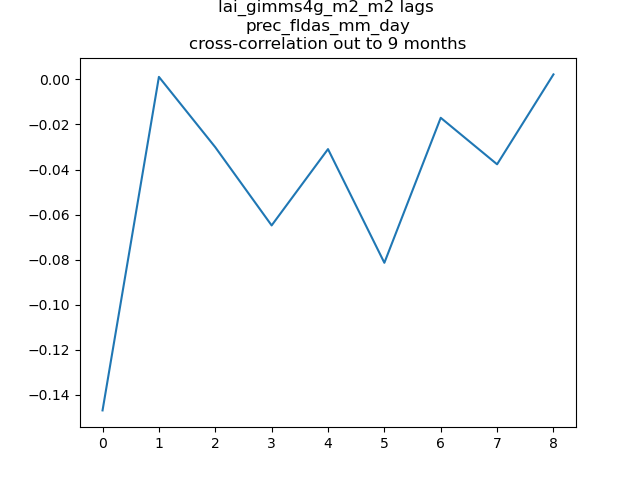 lai_gimms4g_m2_m2 lags
prec_fldas_mm_day
cross-correlation out to 9 months
0.00
−0.02
−0.04
−0.06
−0.08
−0.10
−0.12
−0.14
0 1 2 3 4 5 6 7 8